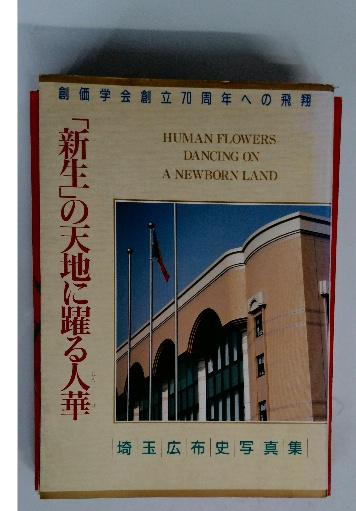 創価学会創立70周年への飛翔
「新生」の天地に躍る人華
HUMAN FLOWERS
DANCING ON
A NEWBORN LAND
埼玉広布史写真集